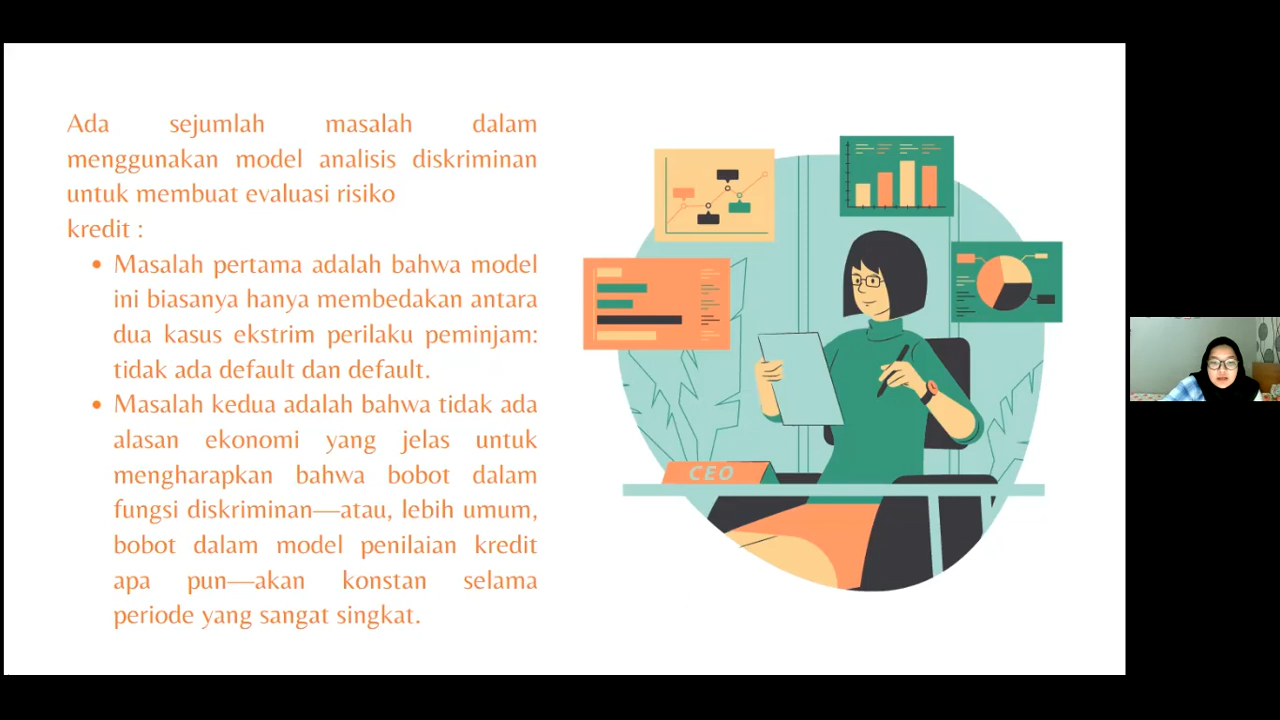 Ada sejumlah masalah dalam
menggunakan model analisis diskriminan
untuk membuat evaluasi risiko
kredit :
• Masalah pertama adalah bahwa model
ini biasanya hanya membedakan antara
dua kasus ekstrim perilaku peminjam:
tidak ada default dan default.
• Masalah kedua adalah bahwa tidak ada
alasan ekonomi yang jelas untuk
mengharapkan bahwa bobot dalam
fungsi diskriminan—atau, lebih umum,
bobot dalam model penilaian kredit
apa pun—akan konstan selama
periode yang sangat singkat.
CEO